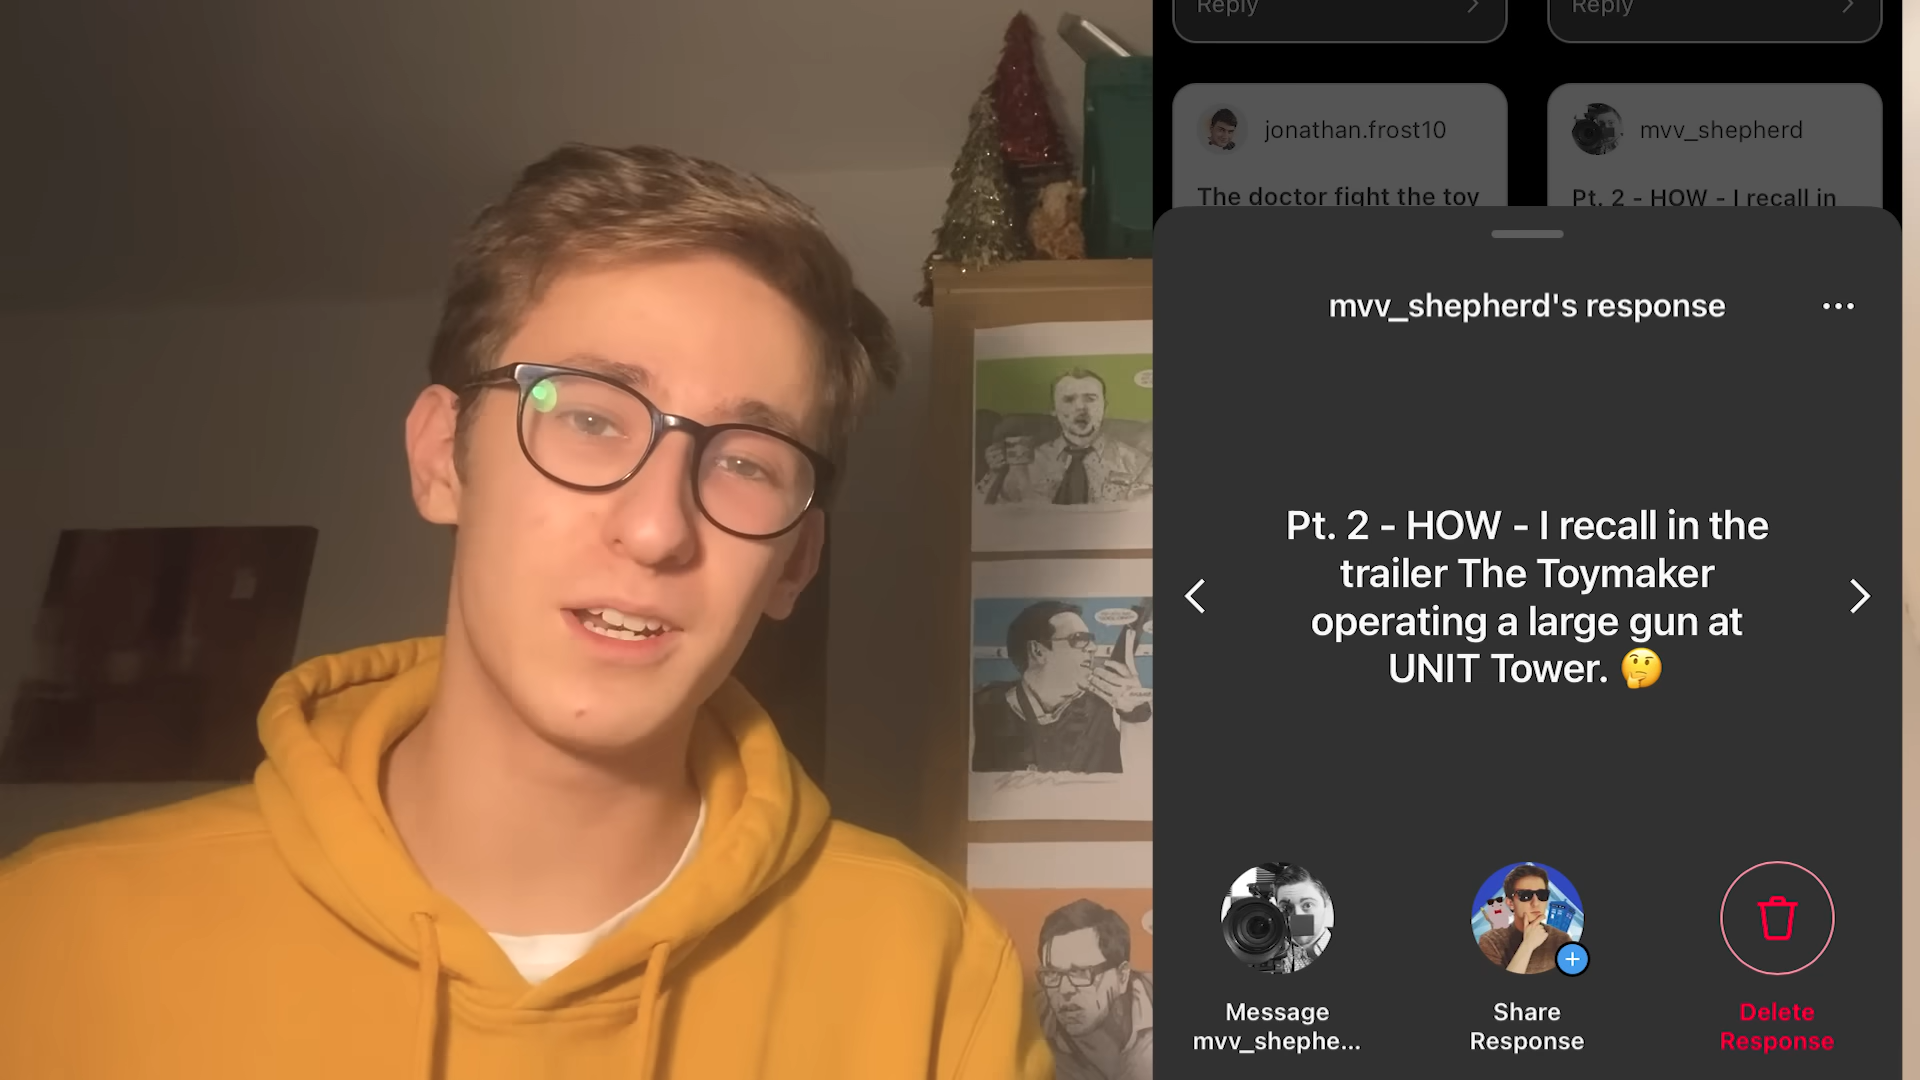 Reply
Reply
jonathan.frost10
mvv_shepherd
The doctor fight the toy
Pt. 2 - HOW - I recall in
mvv_shepherd's response
Pt. 2 - HOW - I recall in the
trailer The Toymaker
operating a large gun at
UNIT Tower. 🤔
Message
mvv_shephe...
Share
Response
Delete
Response